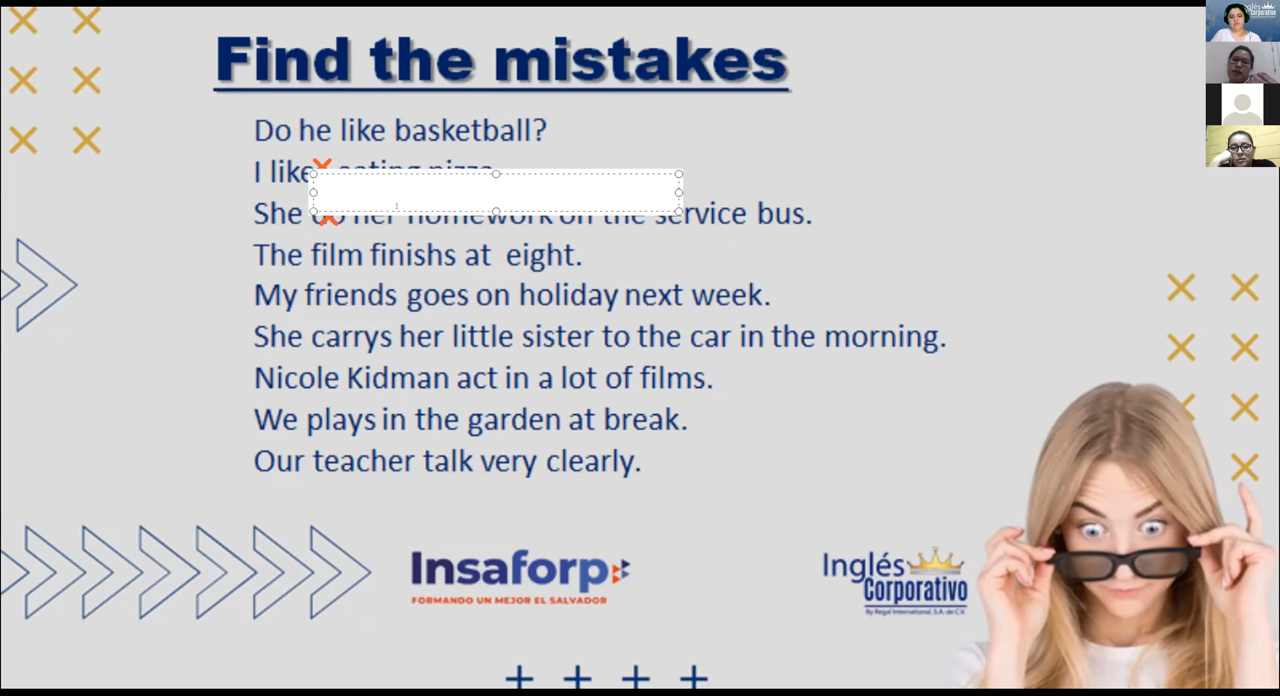 Find the mistakes
Do he like basketball?
I like eating pizza
She do her homework on the service bus.
The film finishs at eight.
My friends goes on holiday next week.
She carrys her little sister to the car in the morning.
Nicole Kidman act in a lot of films.
We plays in the garden at break.
Our teacher talk very clearly.
Insaforp
FORMANDO UN MEJOR EL SALVADOR
Inglés
Corporativo
By Regal International, S.A. de C.V.
Inglés
Corporativo